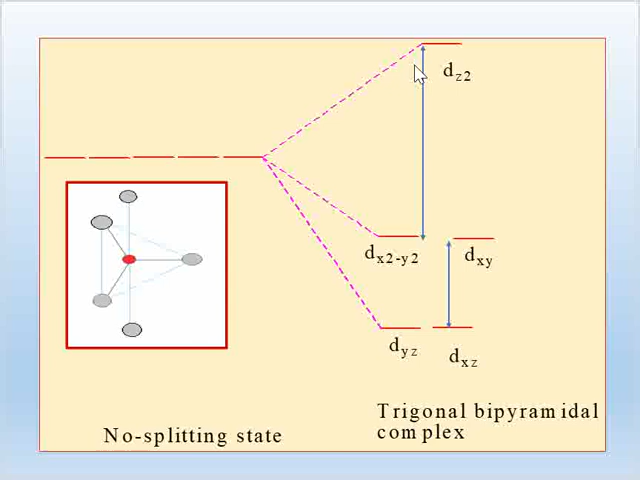 dz2
dx2-y2
dxy
dyz
dxz
Trigonal bipyramidal
complex
No-splitting state